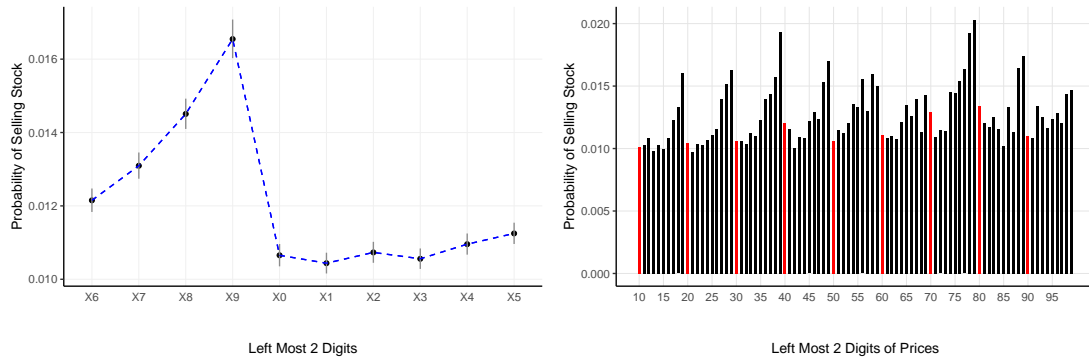 Probability of Selling Stock
0.016
0.014
0.012
0.010
X6 X7 X8 X9 X0 X1 X2 X3 X4 X5
Left Most 2 Digits
Probability of Selling Stock
0.020
0.015
0.010
0.005
0.000
10 15 20 25 30 35 40 45 50 55 60 65 70 75 80 85 90 95
Left Most 2 Digits of Prices